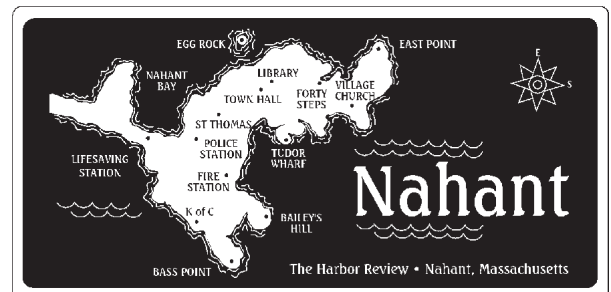 EGG ROCK
EAST POINT
E
S
NAHANT
BAY
LIBRARY
TOWN HALL
FORTY
STEPS
VILLAGE
CHURCH
ST THOMAS
POLICE
STATION
TUDOR
WHARF
LIFESAVING
STATION
FIRE
STATION
K of C
BAILEY'S
HILL
BASS POINT
Nahant
The Harbor Review • Nahant, Massachusetts